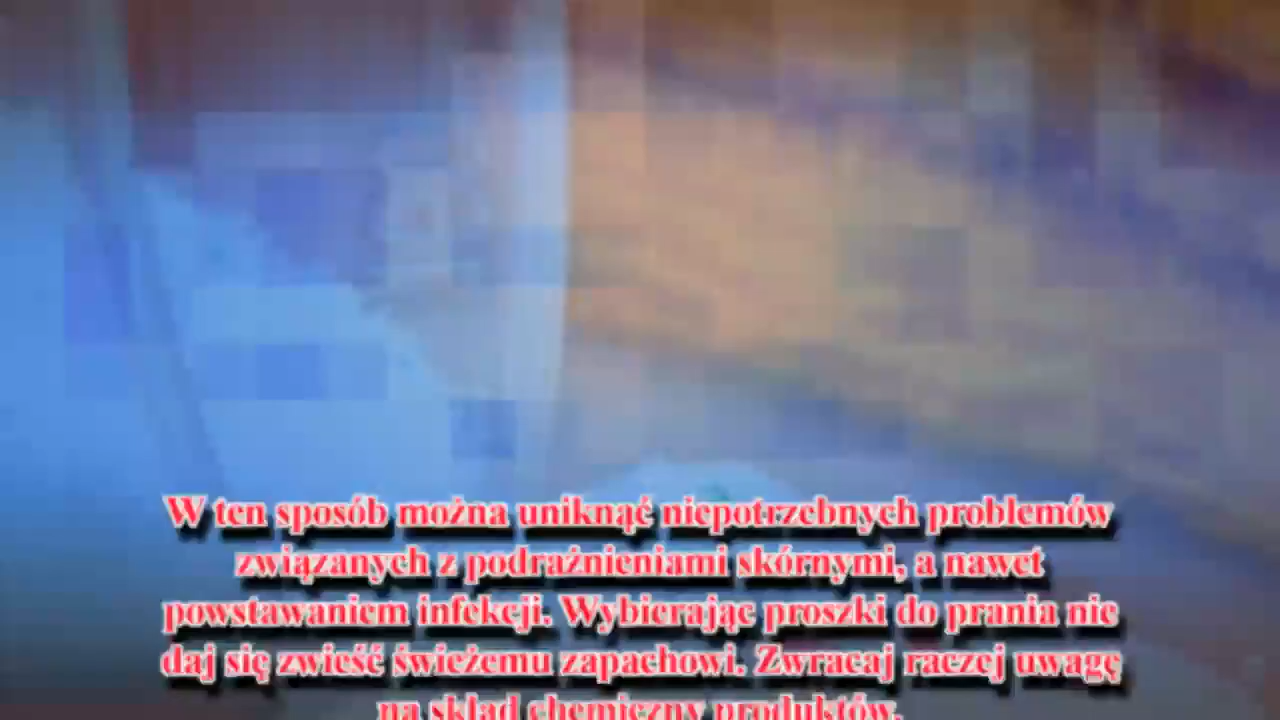 W ten sposób można uniknąć niepotrzebnych problemów
związanych z podrażnieniami skórnymi, a nawet
powstawaniem infekcji. Wybierając proszki do prania nie
daj się zwieść świeżemu zapachowi. Zwracaj raczej uwagę
na skład chemiczny produktów.